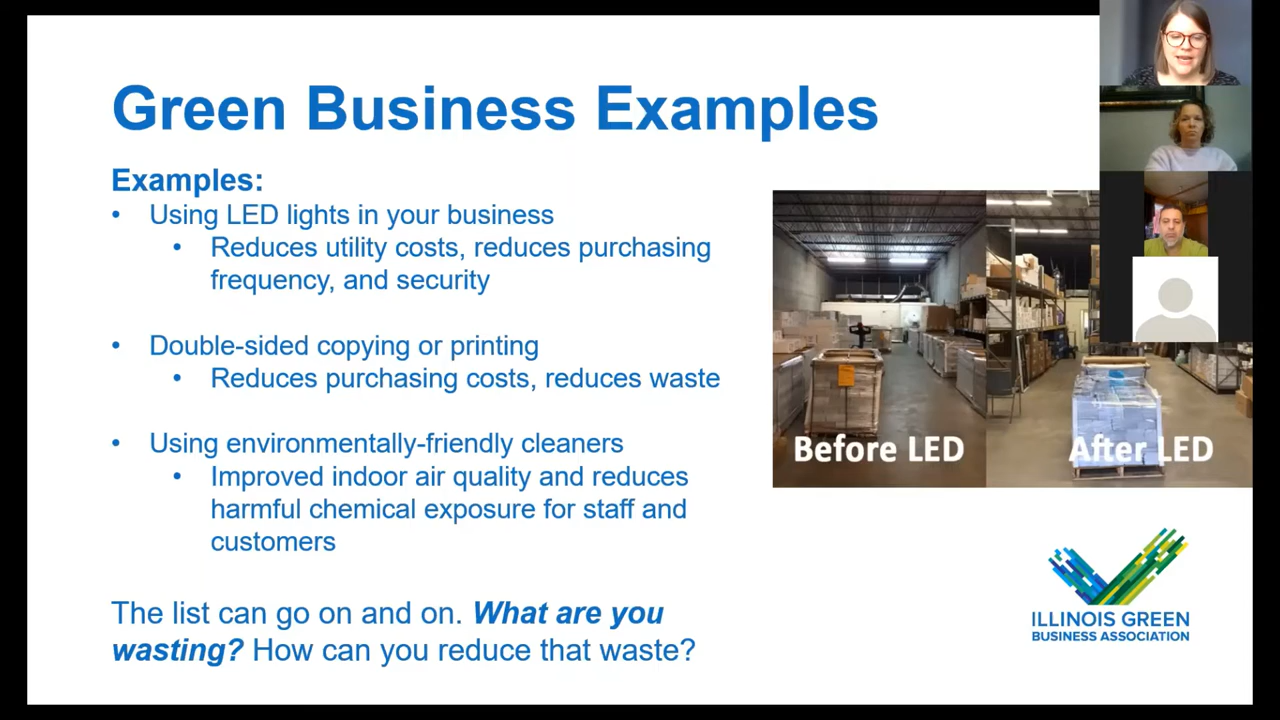 Green Business Examples
Examples:
• Using LED lights in your business
• Reduces utility costs, reduces purchasing
frequency, and security
• Double-sided copying or printing
• Reduces purchasing costs, reduces waste
• Using environmentally-friendly cleaners
• Improved indoor air quality and reduces
harmful chemical exposure for staff and
customers
The list can go on and on. What are you
wasting? How can you reduce that waste?
Before LED
After LED
ILLINOIS GREEN
BUSINESS ASSOCIATION